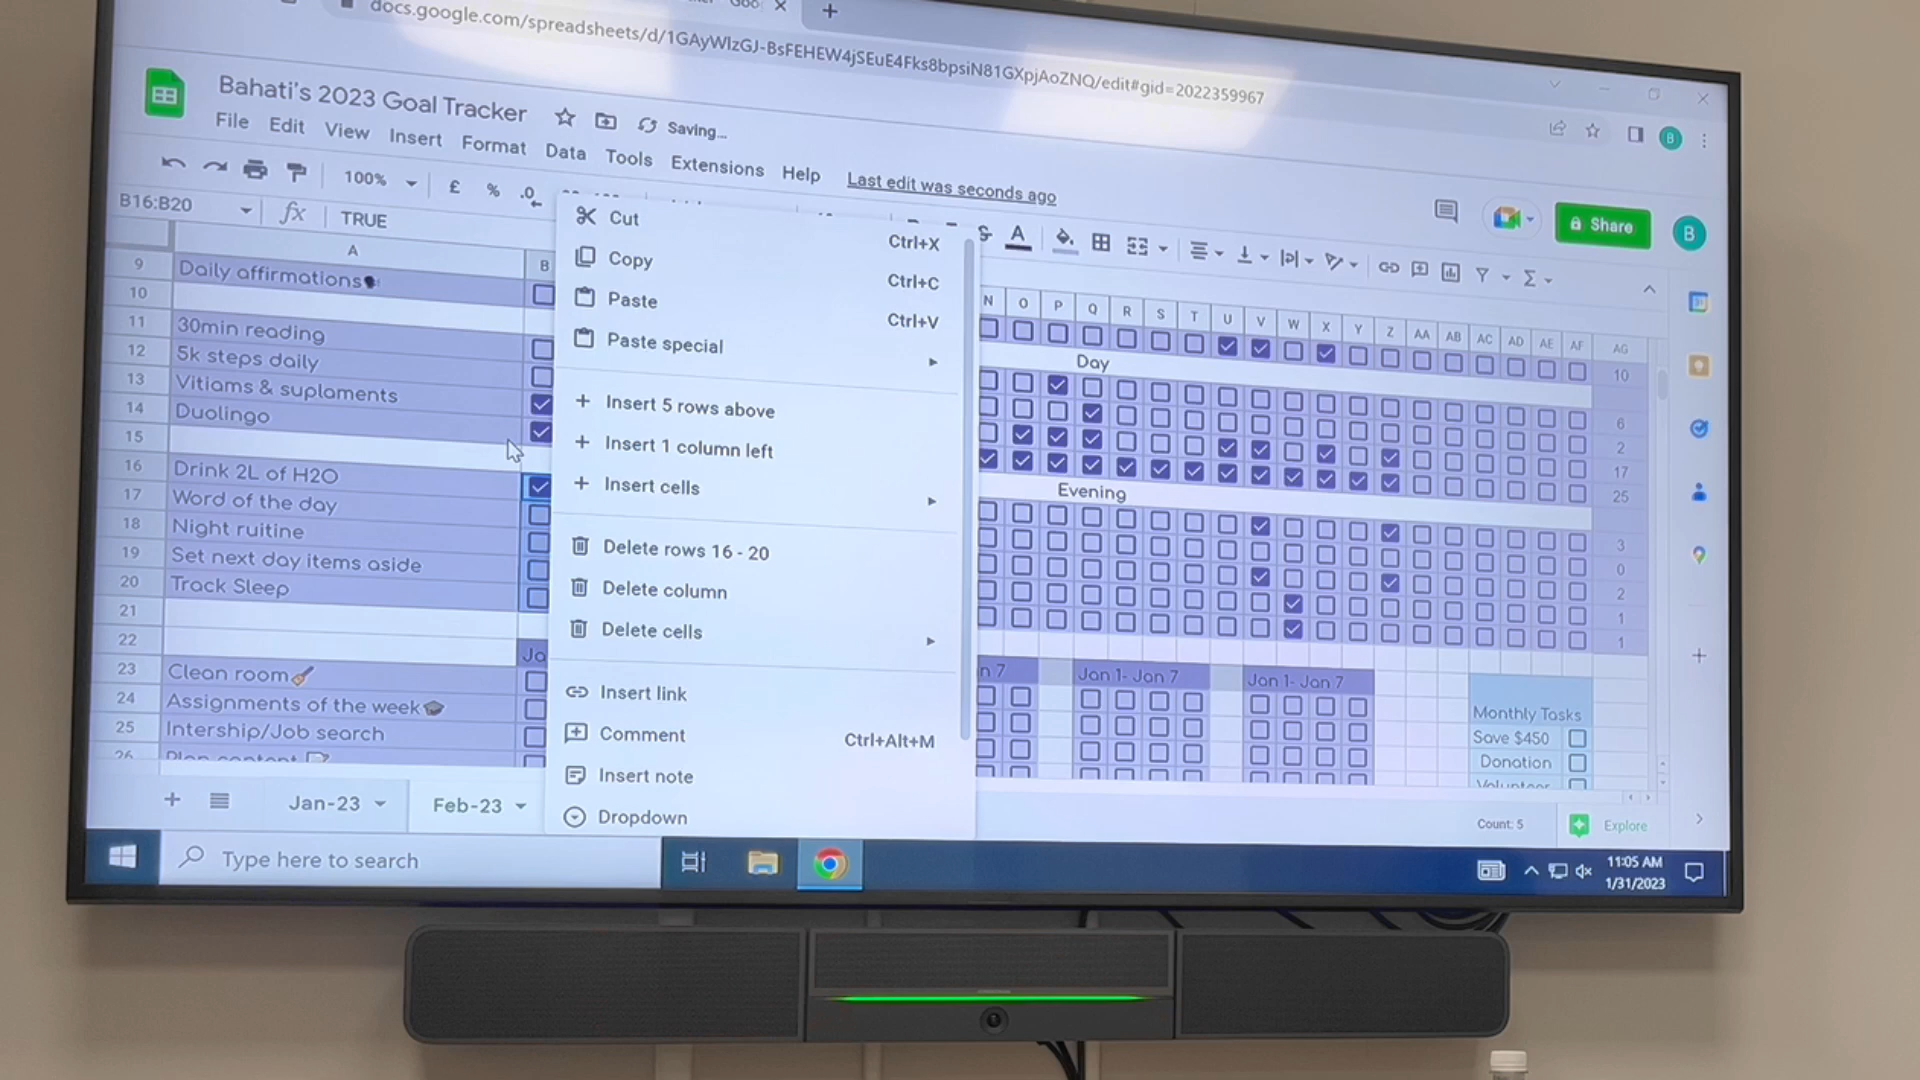 docs.google.com/spreadsheets/d/1GAyWlzGJ-BsFEHEW4jSEuE4Fks8bpsiN81GXpjAoZNQ/edit#gid=2022359967
Bahati's 2023 Goal Tracker Saving...
File Edit View Insert Format Data Tools Extensions Help Last edit was seconds ago
Share B
100% £ % .0
B16:B20 fx TRUE
A B N O P Q R S T U V W X Y Z AA AB AC AD AE AF AG
9 Daily affirmations 10
10 Day
11 30min reading 6
12 5k steps daily 2
13 Vitiams & suplaments 17
14 Duolingo 25
15 Evening
16 Drink 2L of H2O 3
17 Word of the day 0
18 Night ruitine 2
19 Set next day items aside 1
20 Track Sleep 1
21
22 Ja n 7 Jan 1- Jan 7 Jan 1- Jan 7
23 Clean room
24 Assignments of the week
25 Intership/Job search
26 Plan content
Monthly Tasks
Save $450
Donation
Volunteer
Cut Ctrl+X
Copy Ctrl+C
Paste Ctrl+V
Paste special
Insert 5 rows above
Insert 1 column left
Insert cells
Delete rows 16 - 20
Delete column
Delete cells
Insert link
Comment Ctrl+Alt+M
Insert note
Dropdown
Jan-23 Feb-23
Count: 5 Explore
Type here to search
11:05 AM
1/31/2023